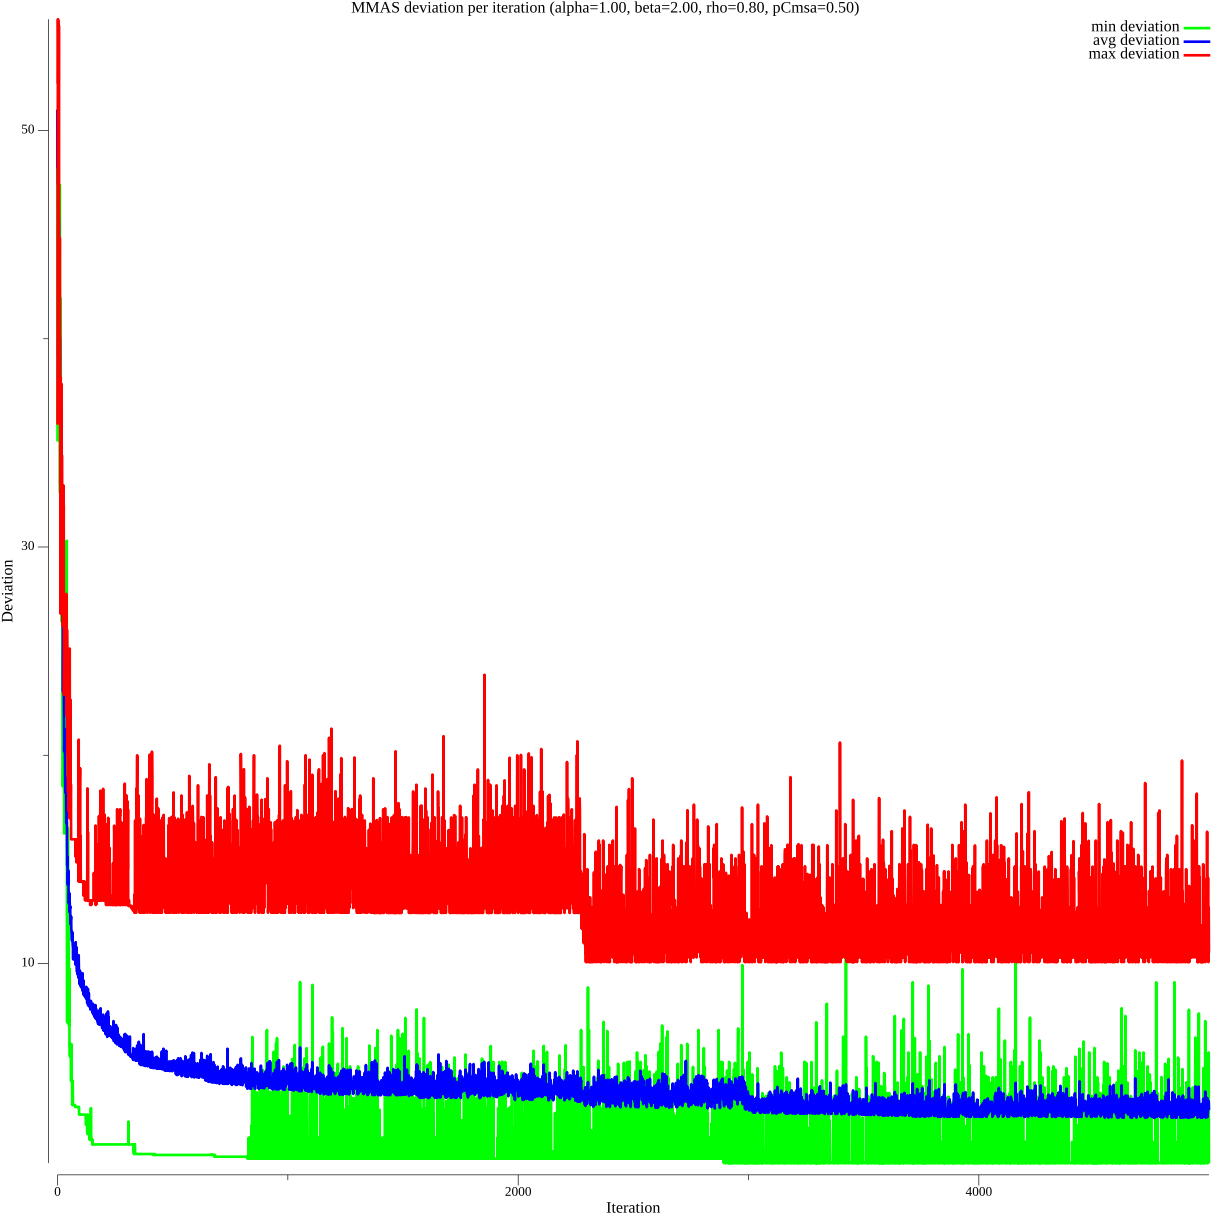 MMAS deviation per iteration (alpha=1.00, beta=2.00, rho=0.80, pCmsa=0.50)
min deviation
avg deviation
max deviation
50
30
10
Deviation
0
2000
4000
Iteration